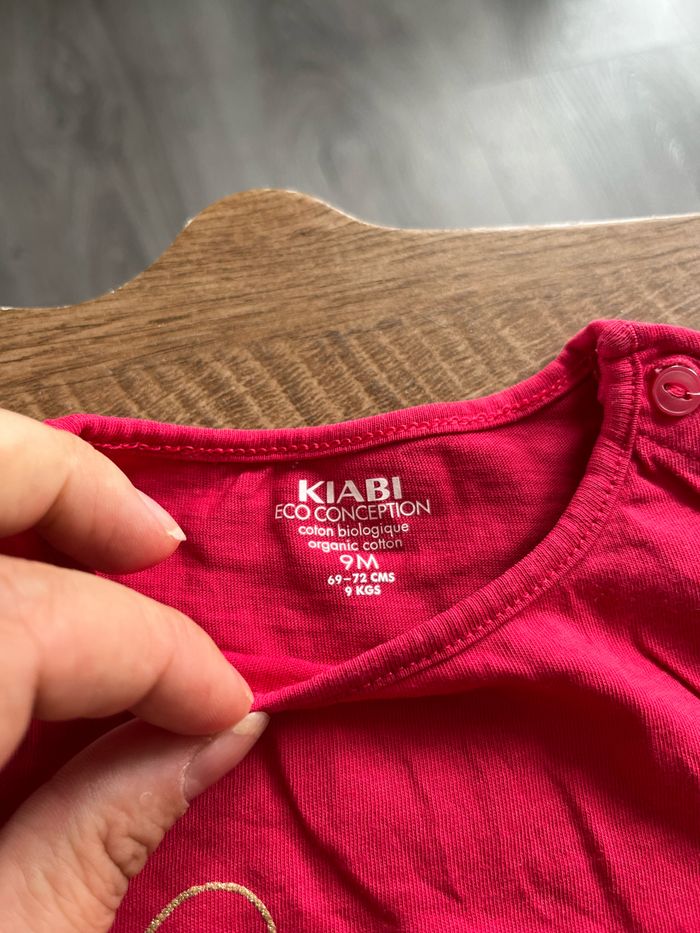 KIABI
ECO CONCEPTION
coton biologique
organic cotton
9M
69-72 CMS
9 KGS